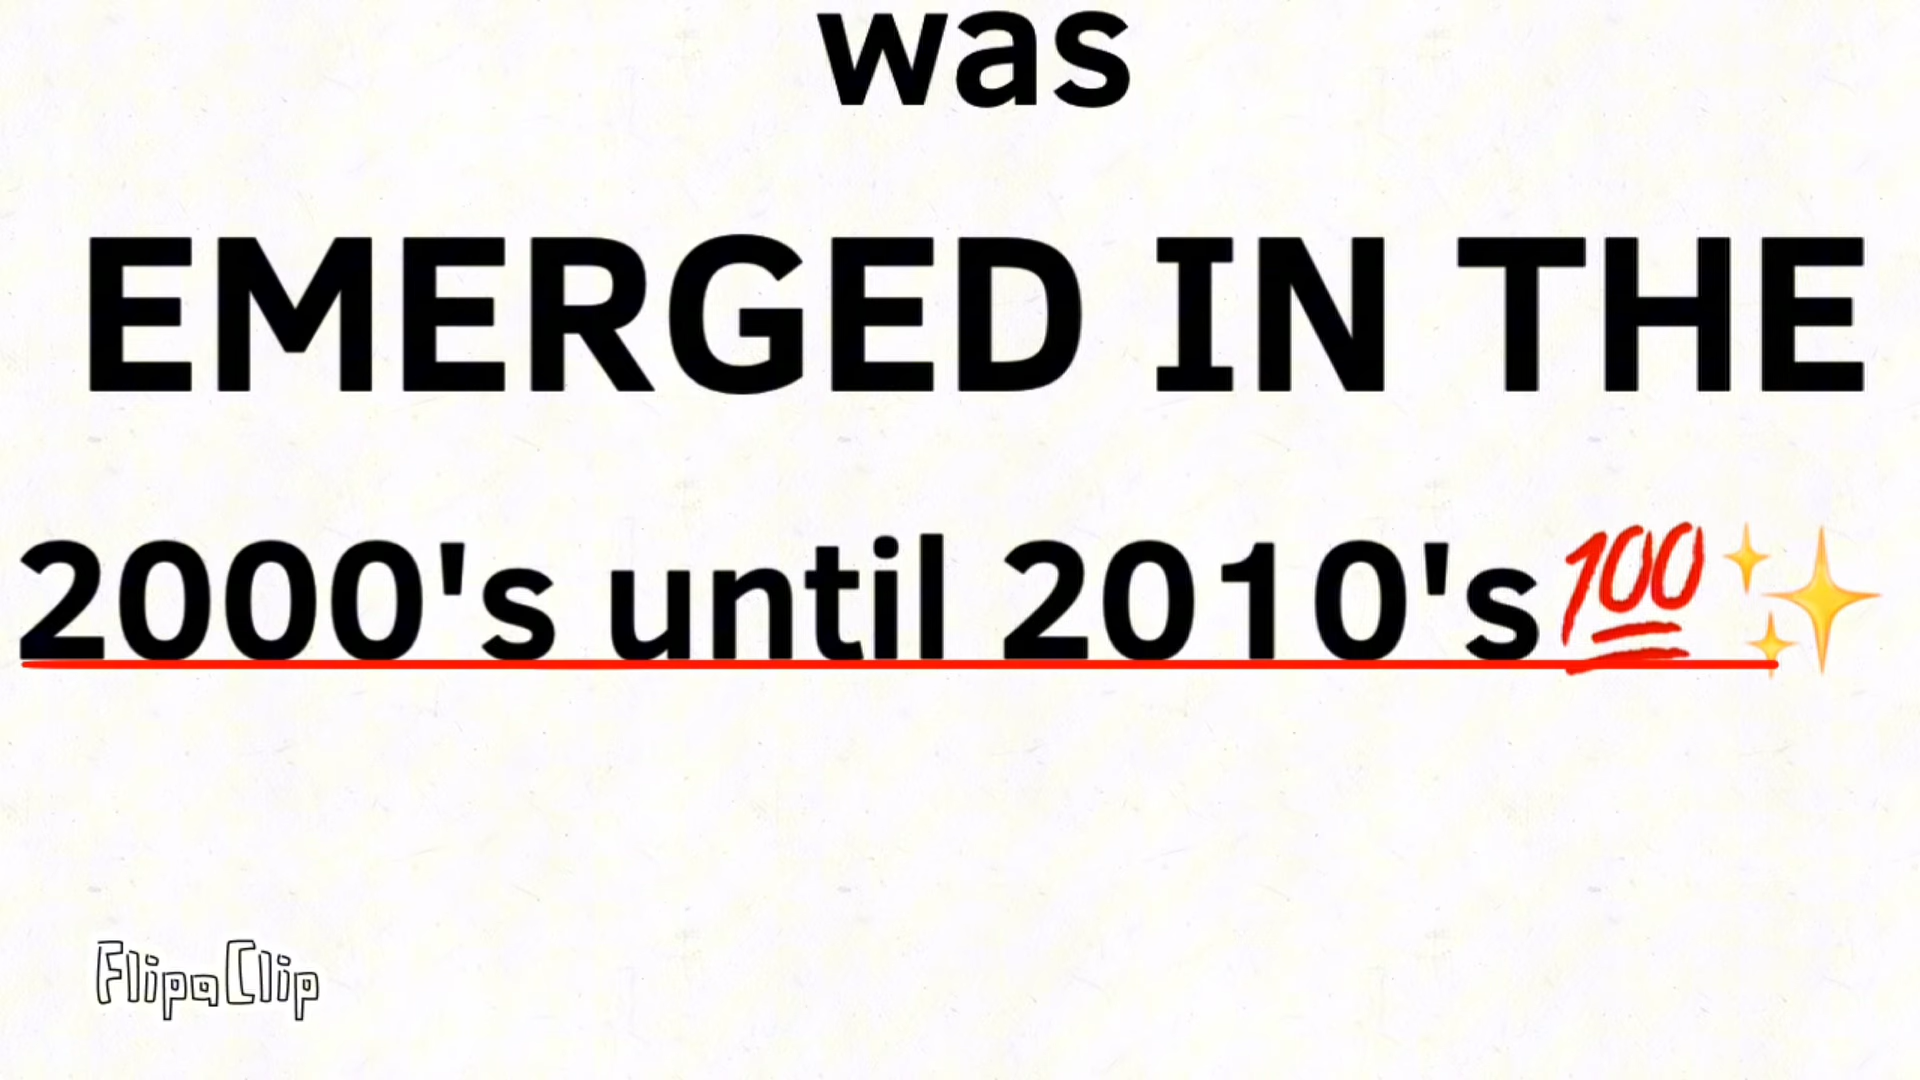 was
EMERGED IN THE
2000's until 2010's💯✨
FlipaClip